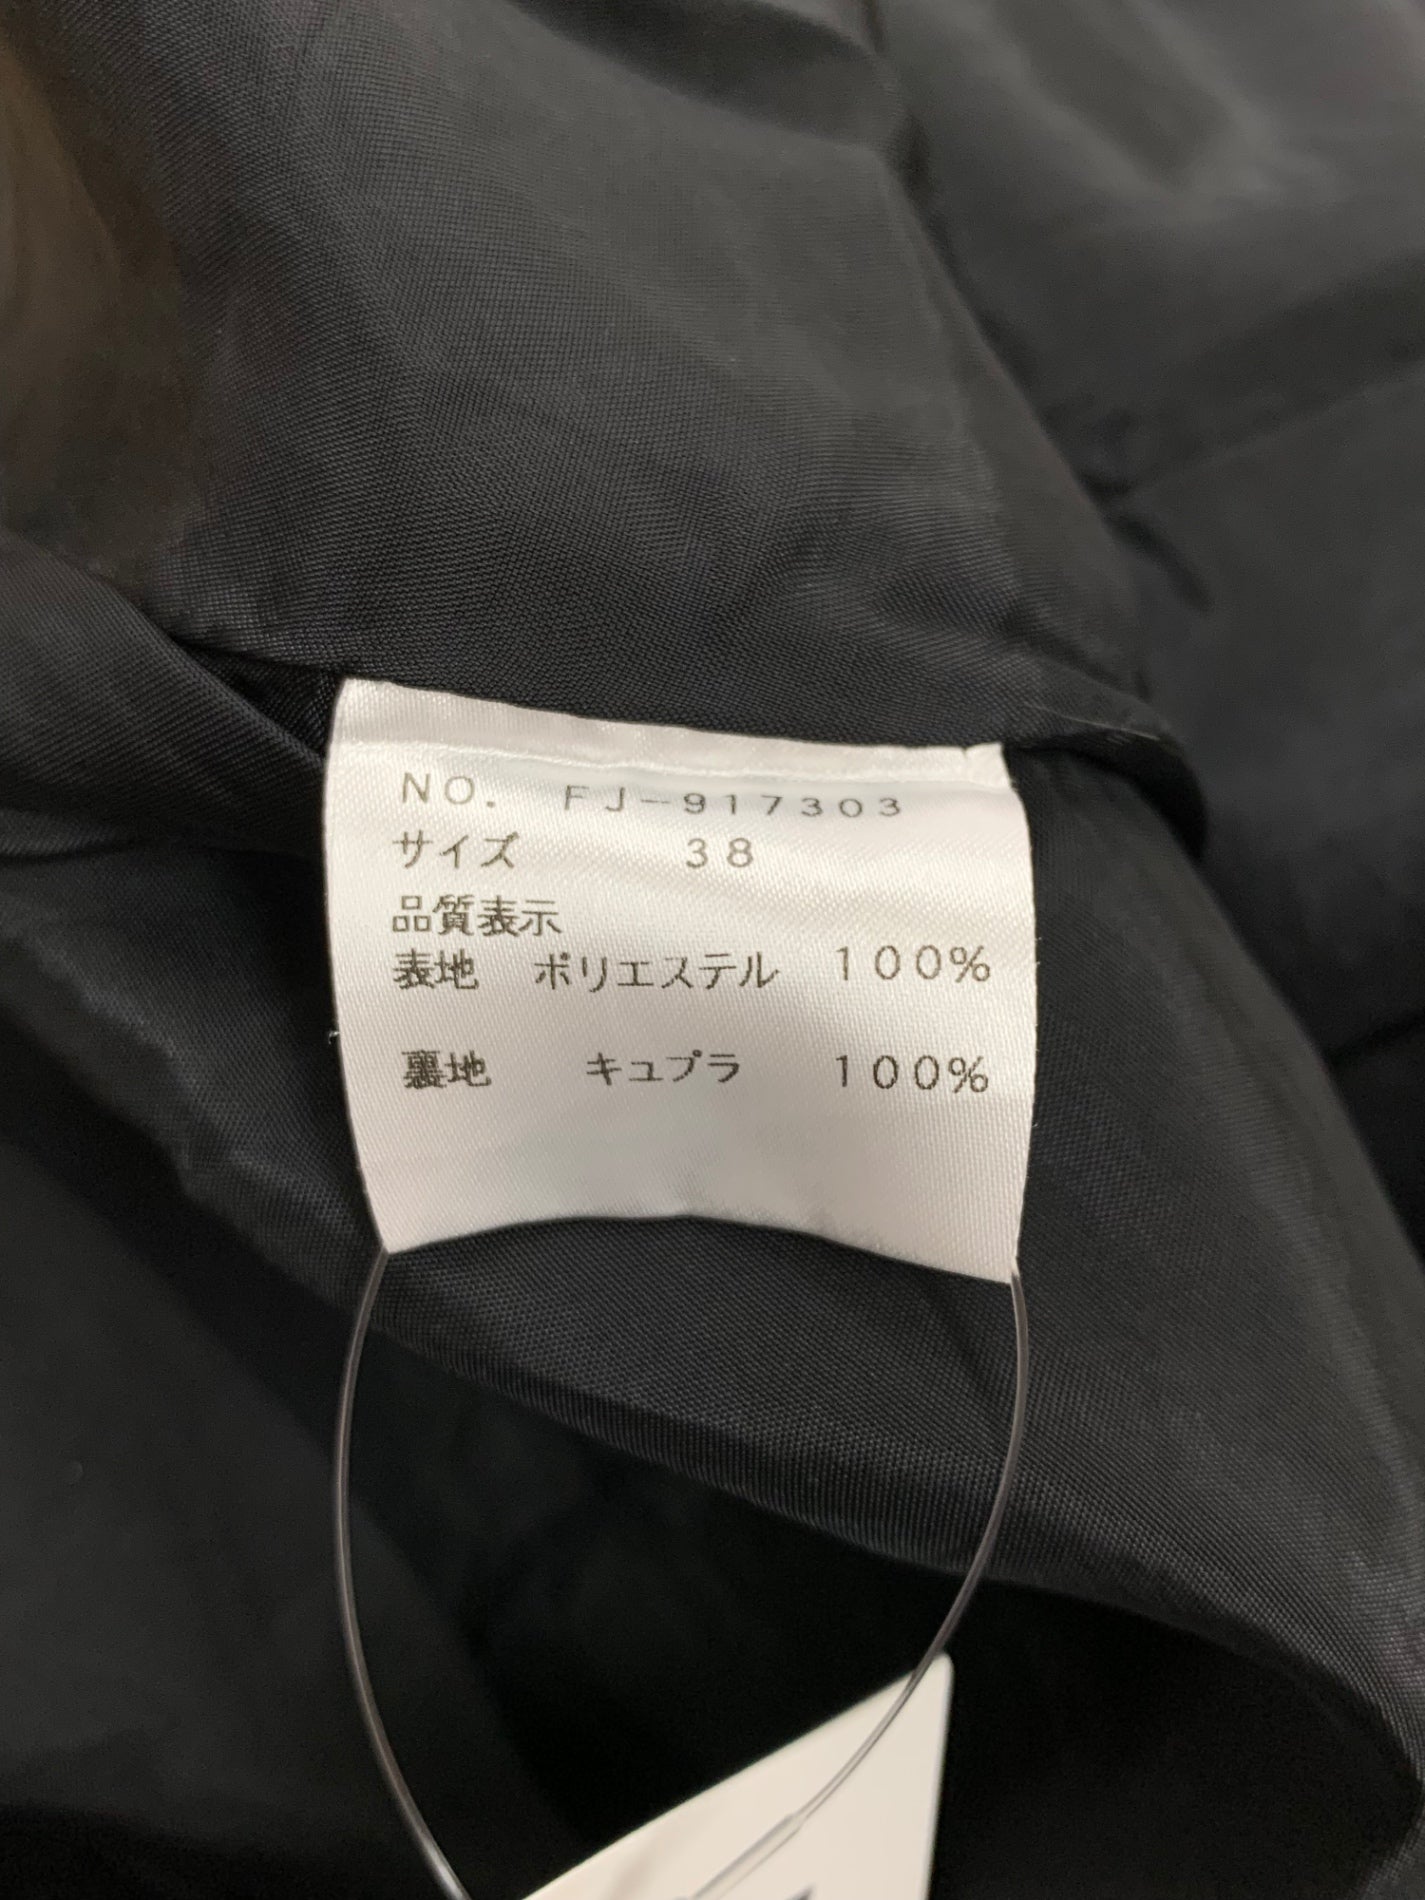 NO. FJ-917303
サイズ 38
品質表示
表地 ポリエステル 100%
裏地 キュプラ 100%